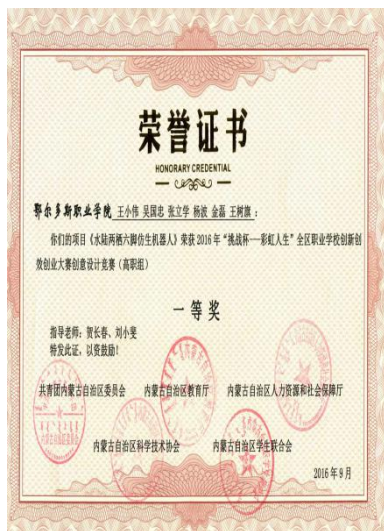 荣誉证书
HONORARY CREDENTIAL
鄂尔多斯职业学院 王小伟 吴国忠 张立学 杨波 金磊 王树旗：
你们的项目《水陆两栖六脚仿生机器人》荣获 2016 年“挑战杯—彩虹人生”全区职业学校创新创
效创业大赛创意设计竞赛（高职组）
一等奖
指导老师：贺长春、刘小斐
特发此证，以资鼓励！
共青团内蒙古自治区委员会 内蒙古自治区教育厅 内蒙古自治区人力资源和社会保障厅
内蒙古自治区科学技术协会 内蒙古自治区学生联合会
2016 年 9 月